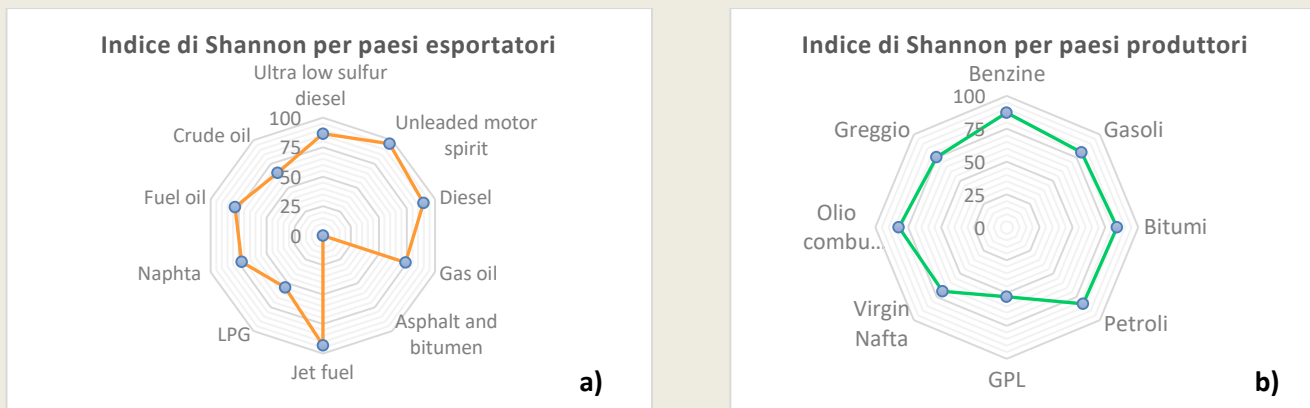 Indice di Shannon per paesi esportatori
Ultra low sulfur
diesel
Unleaded motor
spirit
Diesel
Gas oil
Asphalt and
bitumen
Jet fuel
LPG
Naphta
Fuel oil
Crude oil
100
75
50
25
0
a)
Indice di Shannon per paesi produttori
Benzine
Gasoli
Bitumi
Petroli
GPL
Virgin
Nafta
Olio
combu...
Greggio
100
75
50
25
0
b)